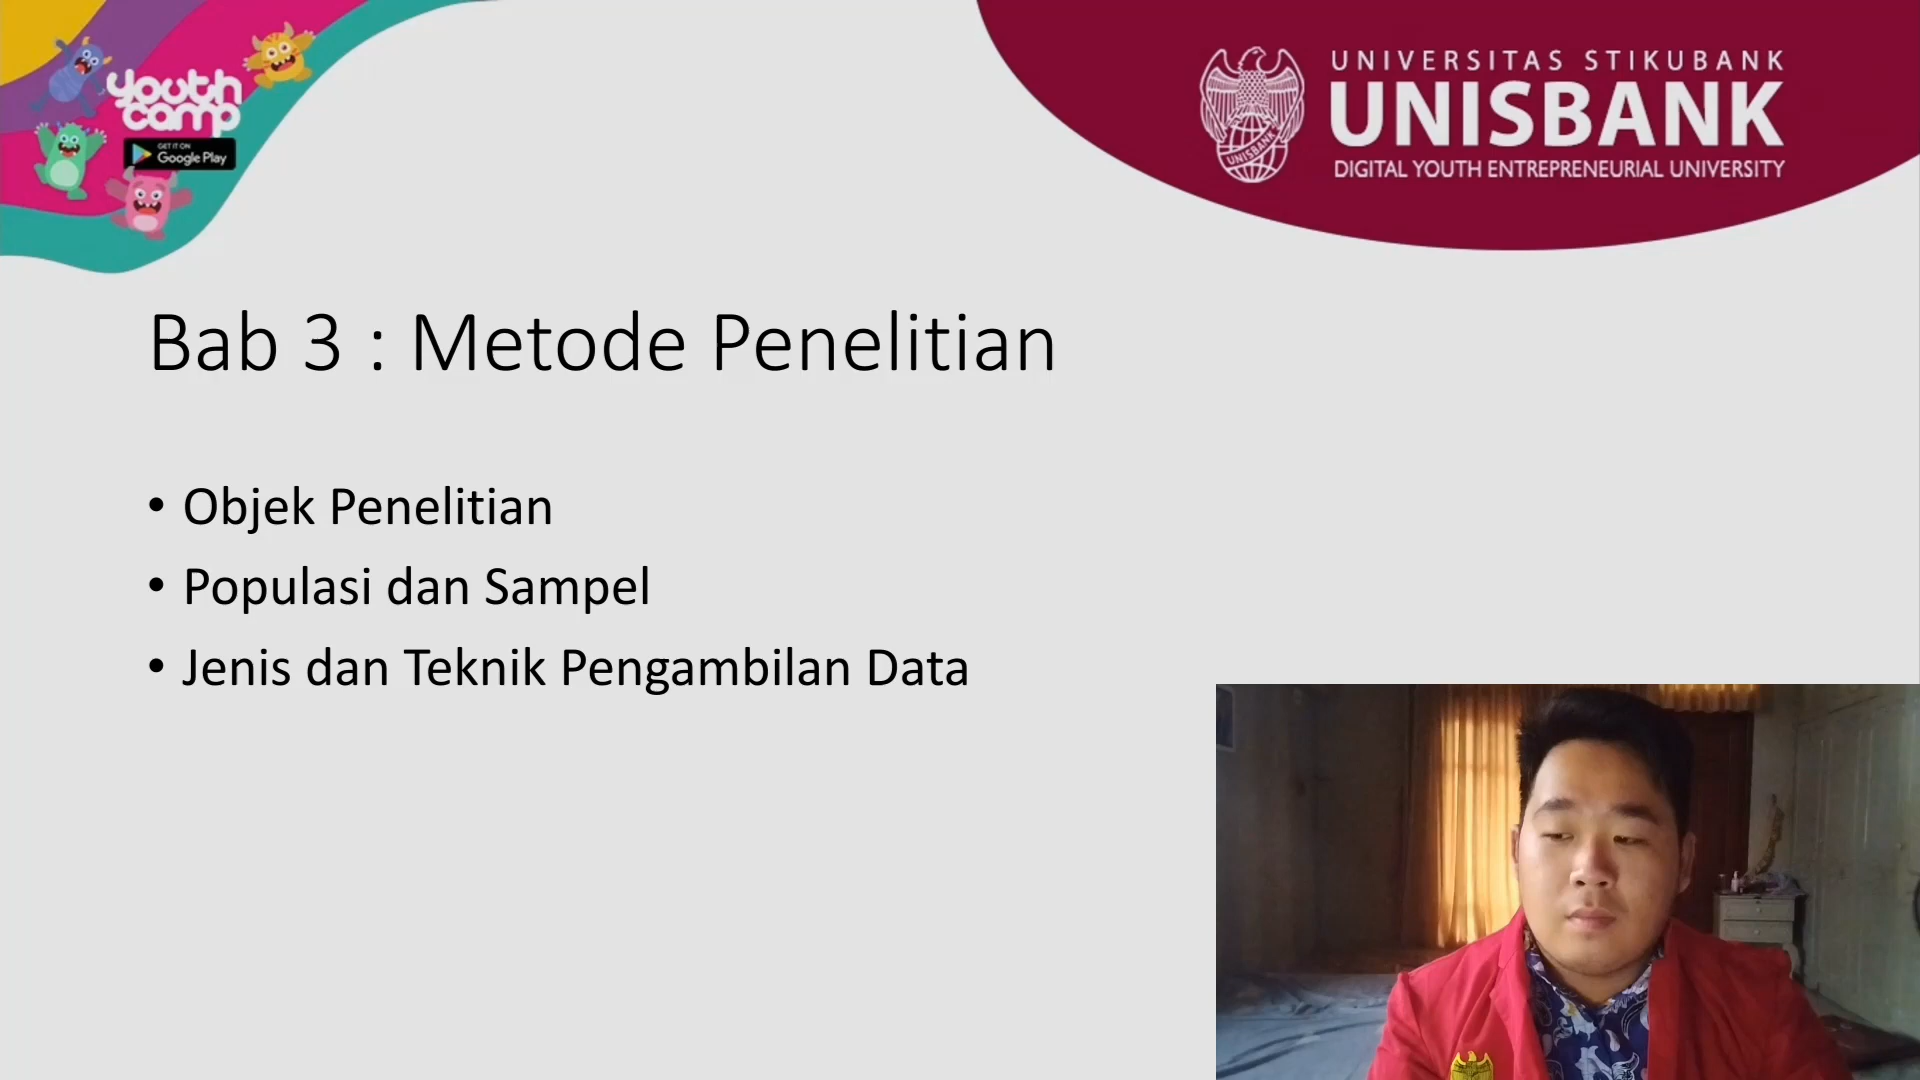 youth
camp
GET IT ON
Google Play
UNIVERSITAS STIKUBANK
UNISBANK
UNISBANK
DIGITAL YOUTH ENTREPRENEURIAL UNIVERSITY
Bab 3 : Metode Penelitian
• Objek Penelitian
• Populasi dan Sampel
• Jenis dan Teknik Pengambilan Data